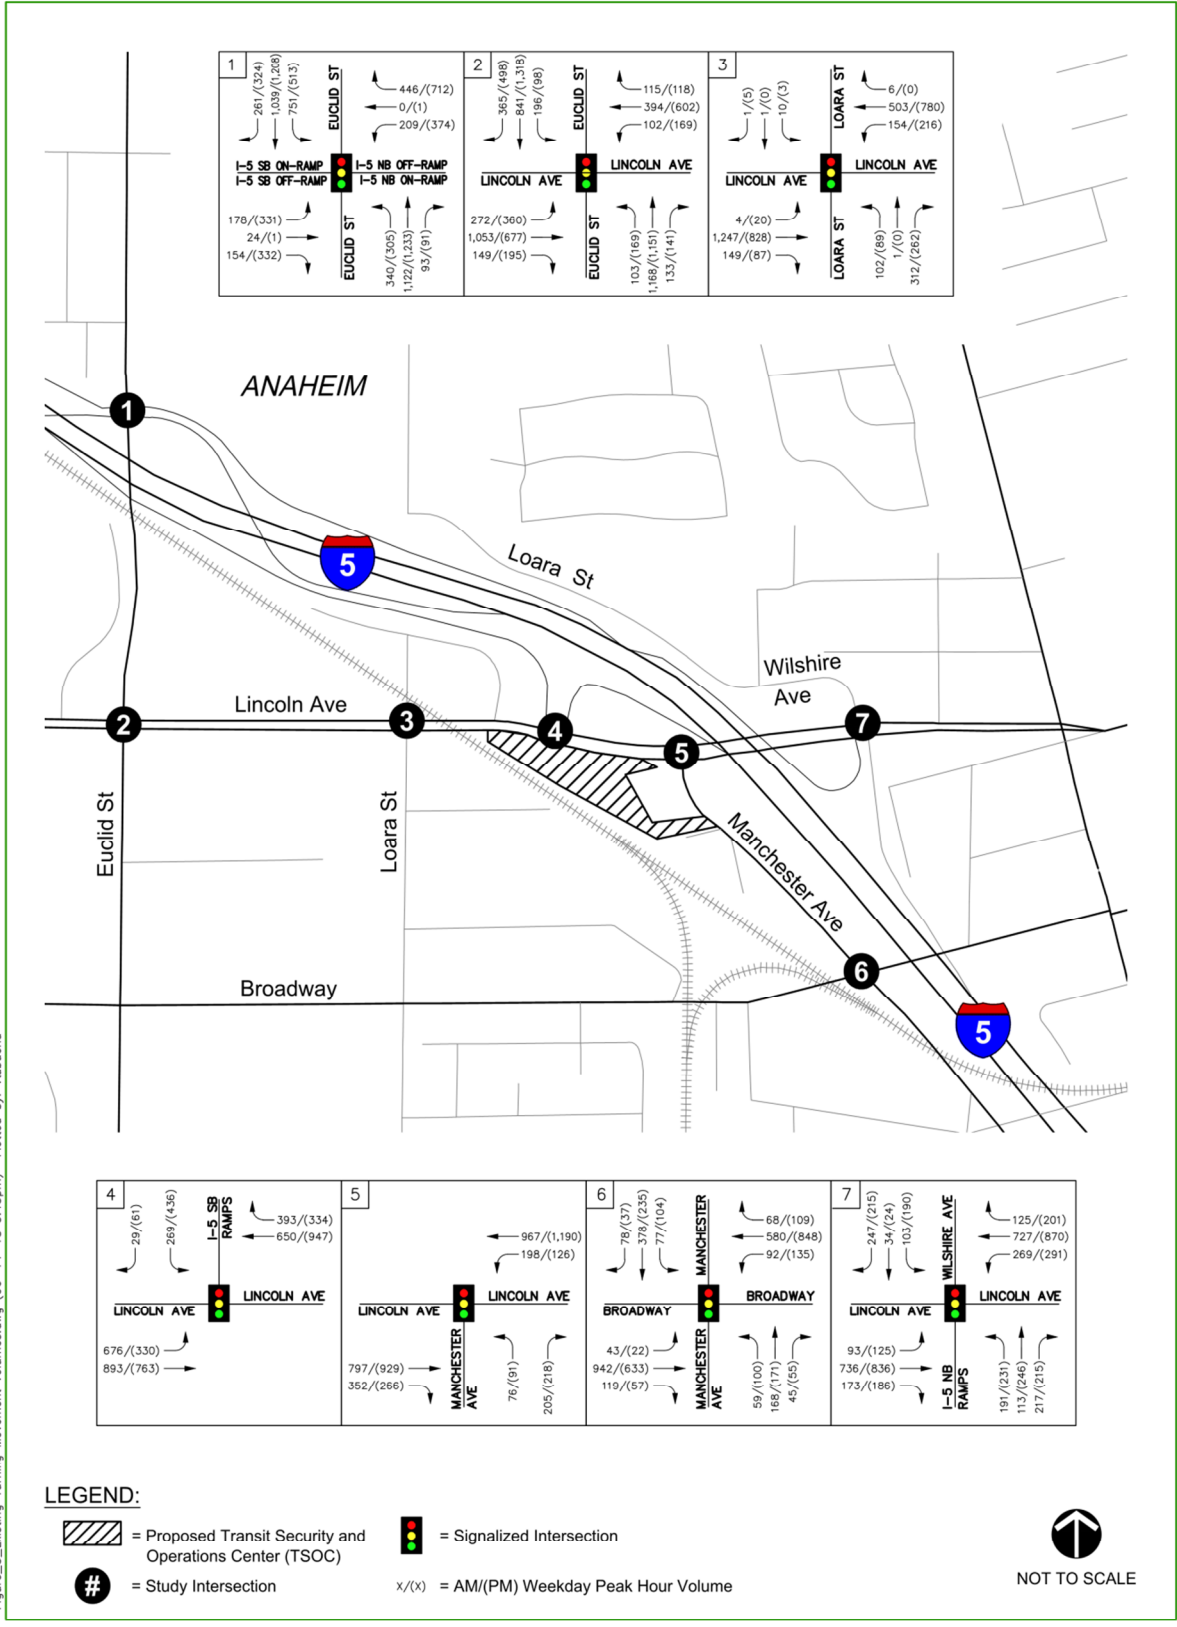 1
261/(324)
1,039/(1,208)
751/(513)
EUCLID ST
446/(712)
0/(1)
209/(374)
I-5 SB ON-RAMP
I-5 SB OFF-RAMP
I-5 NB OFF-RAMP
I-5 NB ON-RAMP
178/(331)
24/(1)
154/(332)
EUCLID ST
340/(305)
1,122/(1,233)
93/(91)
2
365/(498)
841/(1,318)
196/(98)
EUCLID ST
115/(118)
394/(602)
102/(169)
LINCOLN AVE
LINCOLN AVE
272/(360)
1,053/(677)
149/(195)
EUCLID ST
103/(169)
1,168/(1,151)
133/(141)
3
1/(5)
1/(0)
10/(3)
LOARA ST
6/(0)
503/(780)
154/(216)
LINCOLN AVE
LINCOLN AVE
4/(20)
1,247/(828)
149/(87)
LOARA ST
102/(89)
1/(0)
312/(262)
ANAHEIM
1
5
Loara St
Wilshire
Ave
Lincoln Ave
2
3
4
5
7
Euclid St
Loara St
Manchester Ave
6
Broadway
5
4
29/(61)
269/(436)
I-5 SB
RAMPS
393/(334)
650/(947)
LINCOLN AVE
LINCOLN AVE
676/(330)
893/(763)
5
967/(1,190)
198/(126)
LINCOLN AVE
LINCOLN AVE
797/(929)
352/(266)
MANCHESTER
AVE
76/(91)
205/(218)
6
78/(37)
378/(235)
77/(104)
MANCHESTER
68/(109)
580/(848)
92/(135)
BROADWAY
BROADWAY
43/(22)
942/(633)
119/(57)
MANCHESTER
AVE
59/(100)
168/(171)
45/(55)
7
247/(215)
34/(24)
103/(190)
WILSHIRE AVE
125/(201)
727/(870)
269/(291)
LINCOLN AVE
LINCOLN AVE
93/(125)
736/(836)
173/(186)
I-5 NB
RAMPS
191/(231)
113/(246)
217/(215)
LEGEND:
= Proposed Transit Security and
Operations Center (TSOC)
= Signalized Intersection
# = Study Intersection
x/(x) = AM/(PM) Weekday Peak Hour Volume
NOT TO SCALE